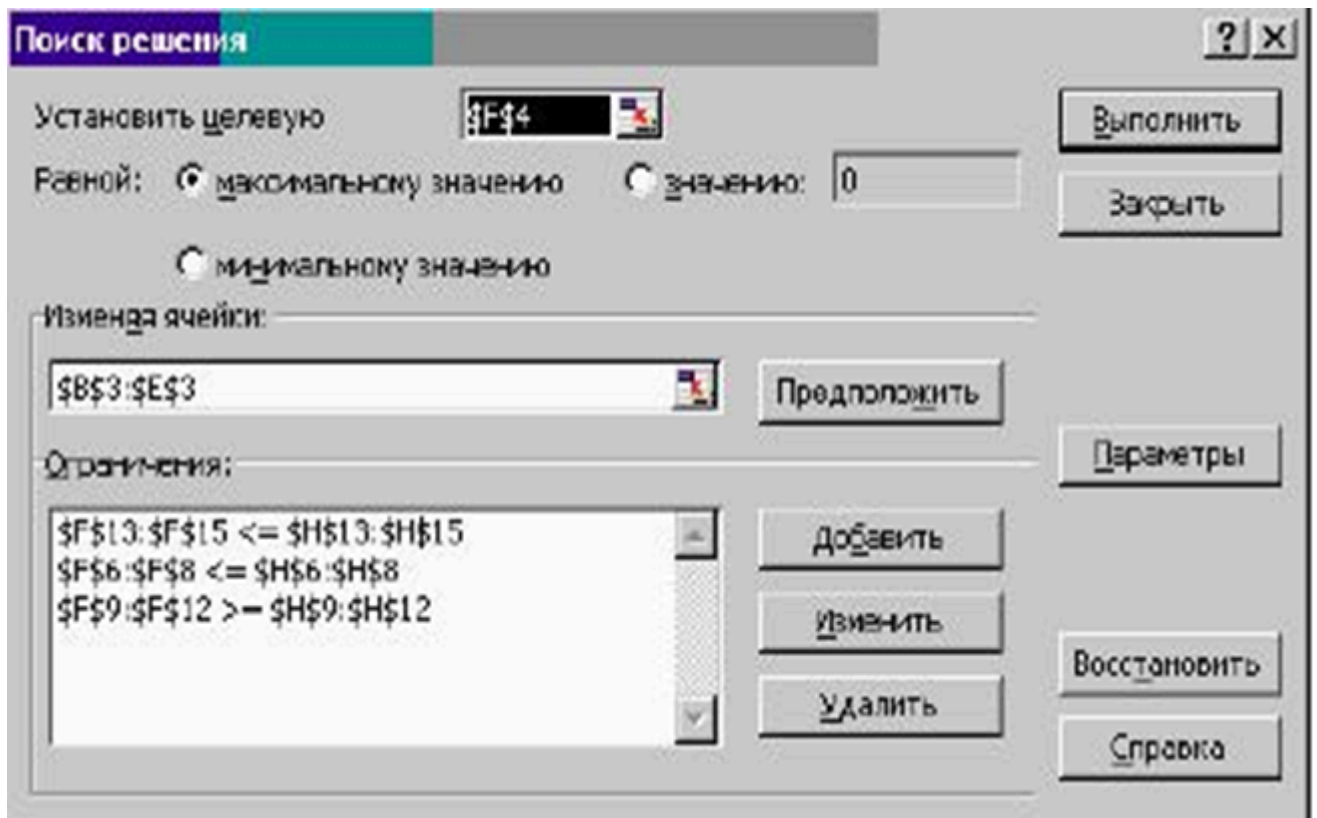 Поиск решения
? ×
Установить целевую $F$4
Выполнить
Равной: максимальному значению значению: 0
Закрыть
минимальному значению
Изменяя ячейки:
$B$3:$E$3
Предположить
Параметры
Ограничения:
$F$13:$F$15 <= $H$13:$H$15
$F$6:$F$8 <= $H$6:$H$8
$F$9:$F$12 >= $H$9:$H$12
Добавить
Изменить
Удалить
Восстановить
Справка